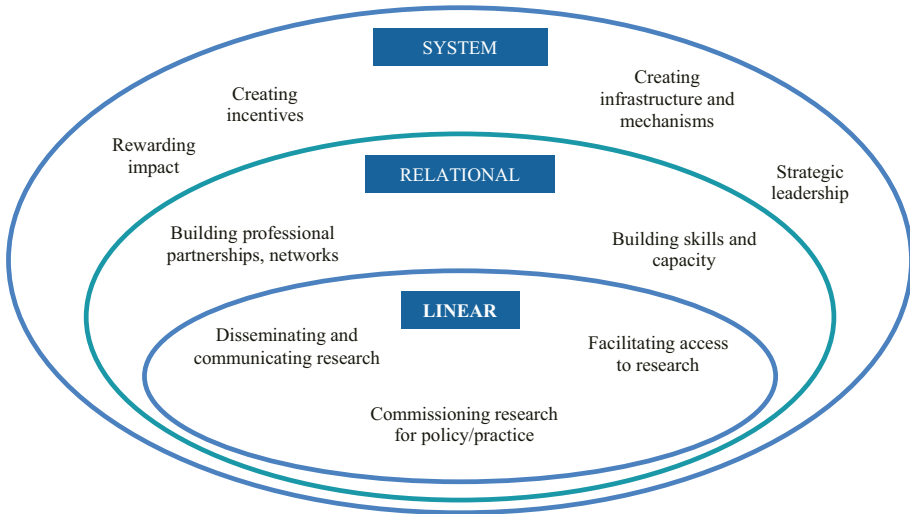 SYSTEM
Creating
incentives
Creating
infrastructure and
mechanisms
Rewarding
impact
Strategic
leadership
RELATIONAL
Building professional
partnerships, networks
Building skills and
capacity
LINEAR
Disseminating and
communicating research
Facilitating access
to research
Commissioning research
for policy/practice